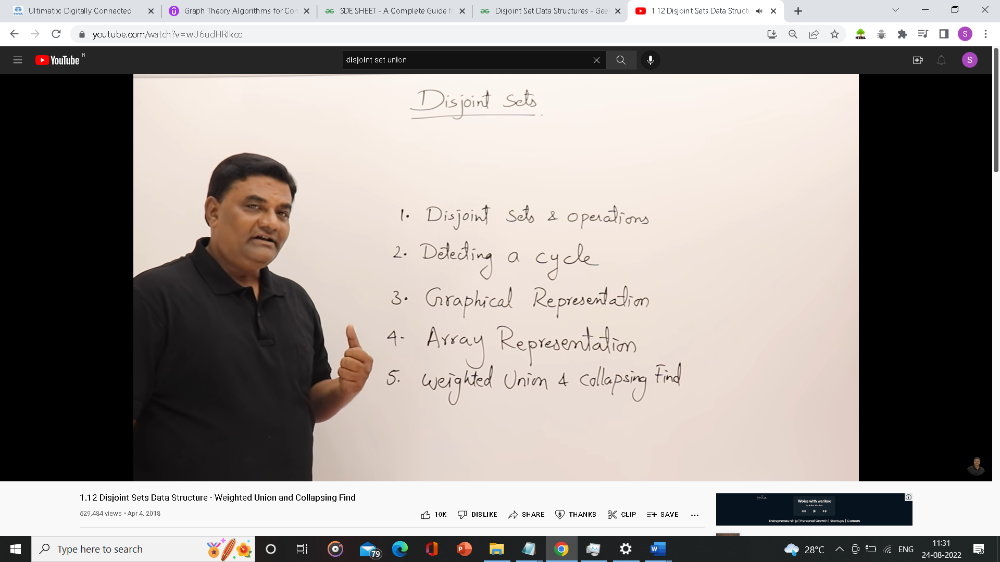 Ultimatix: Digitally Connected
Graph Theory Algorithms for Con
SDE SHEET - A Complete Guide fo
Disjoint Set Data Structures - Gee
1.12 Disjoint Sets Data Structu
youtube.com/watch?v=wU6udHRIkcc
HTML
S
YouTube IN
disjoint set union
S
Disjoint Sets
1. Disjoint Sets & Operations
2. Detecting a cycle
3. Graphical Representation
4. Array Representation
5. Weighted Union & Collapsing Find
1.12 Disjoint Sets Data Structure - Weighted Union and Collapsing Find
529,484 views • Apr 4, 2018
10K DISLIKE SHARE THANKS CLIP SAVE
Woice with warikoo
by Ankur Warikoo
Entrepreneurship | Personal Growth | Startups | Careers
Type here to search
79
28°C
ENG
11:31
24-08-2022